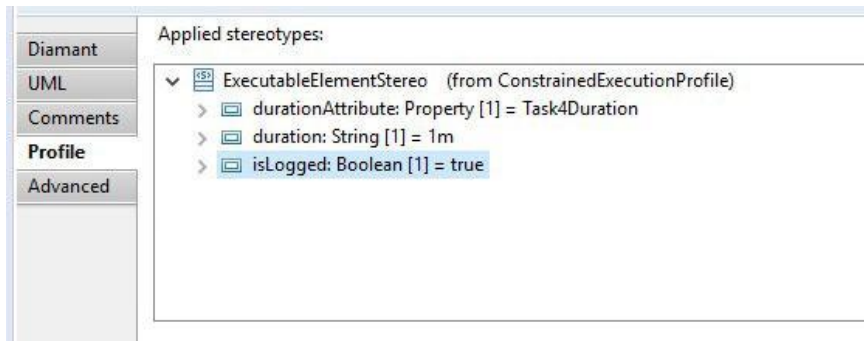 Applied stereotypes:
Diamant
UML
Comments
Profile
Advanced
ExecutableElementStereo (from ConstrainedExecutionProfile)
durationAttribute: Property [1] = Task4Duration
duration: String [1] = 1m
isLogged: Boolean [1] = true